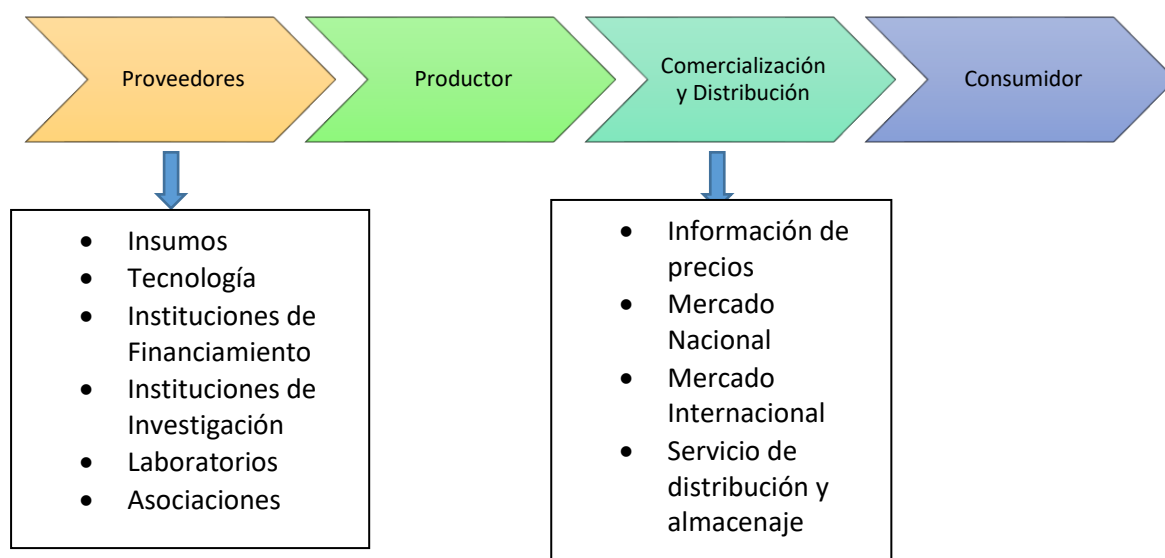 Proveedores
Productor
Comercialización
y Distribución
Consumidor
• Insumos
• Tecnología
• Instituciones de
Financiamiento
• Instituciones de
Investigación
• Laboratorios
• Asociaciones
• Información de
precios
• Mercado
Nacional
• Mercado
Internacional
• Servicio de
distribución y
almacenaje